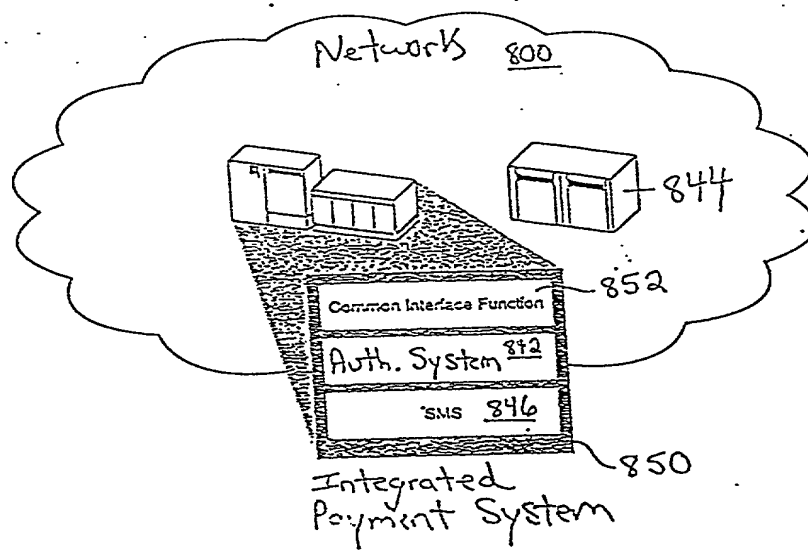 Network 800
844
852
Common Interface Function
Auth. System 842
SMS 846
850
Integrated
Payment System